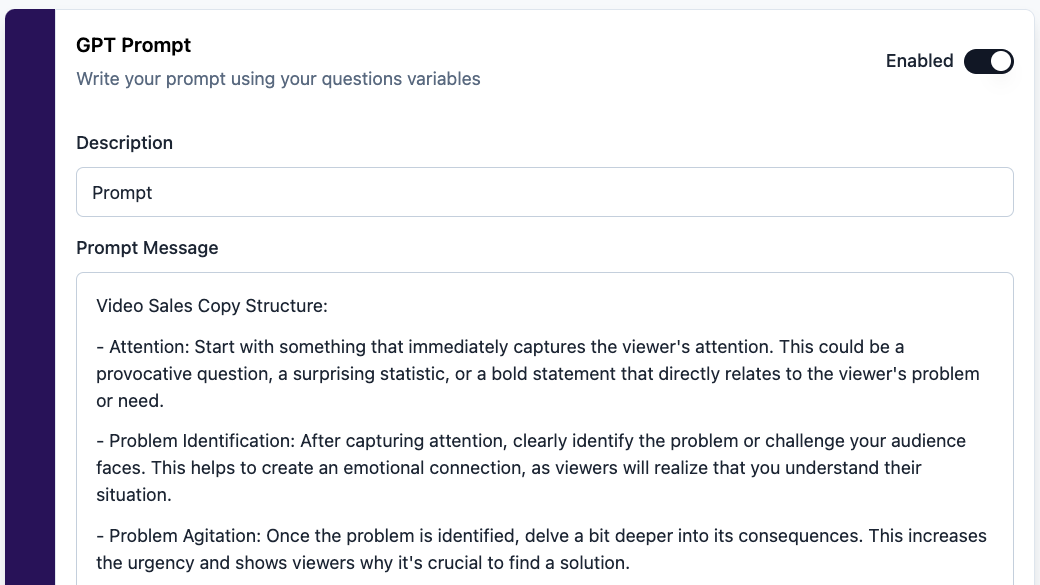 GPT Prompt
Enabled
Write your prompt using your questions variables
Description
Prompt
Prompt Message
Video Sales Copy Structure:
- Attention: Start with something that immediately captures the viewer's attention. This could be a
provocative question, a surprising statistic, or a bold statement that directly relates to the viewer's problem
or need.
- Problem Identification: After capturing attention, clearly identify the problem or challenge your audience
faces. This helps to create an emotional connection, as viewers will realize that you understand their
situation.
- Problem Agitation: Once the problem is identified, delve a bit deeper into its consequences. This increases
the urgency and shows viewers why it's crucial to find a solution.